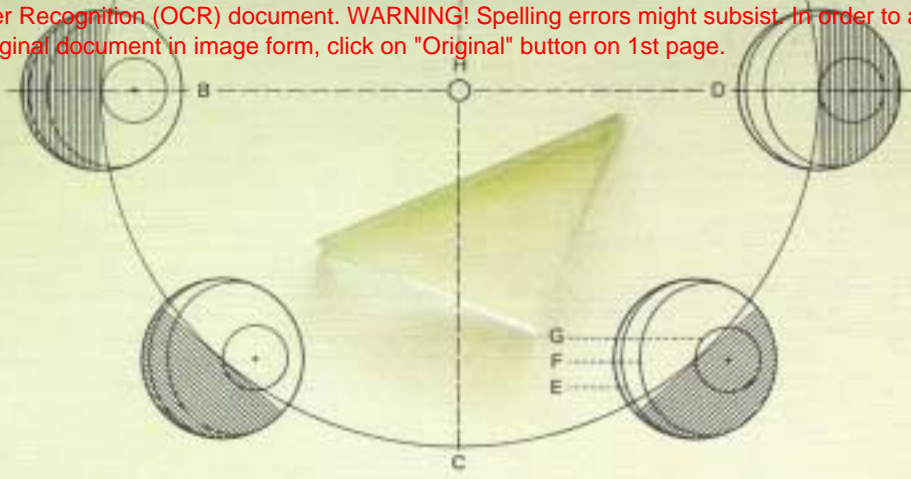 er Recognition (OCR) document. WARNING! Spelling errors might subsist. In order to a
ginal document in image form, click on "Original" button on 1st page.
H
B
D
G
F
E
C